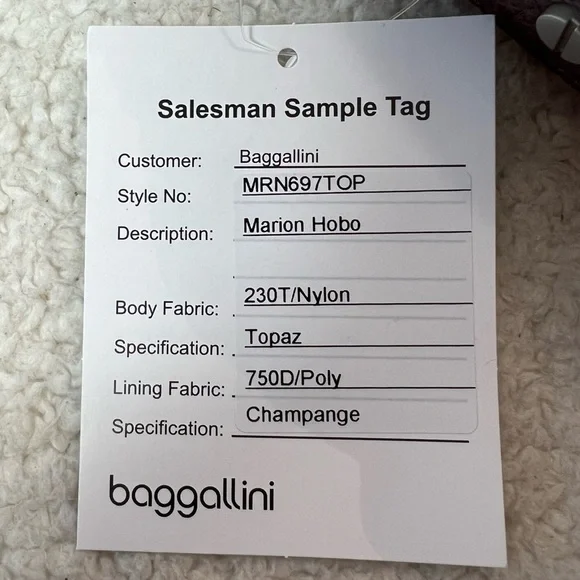 Salesman Sample Tag
Customer: Baggallini
Style No: MRN697TOP
Description: Marion Hobo
Body Fabric: 230T/Nylon
Specification: Topaz
Lining Fabric: 750D/Poly
Specification: Champange
baggallini